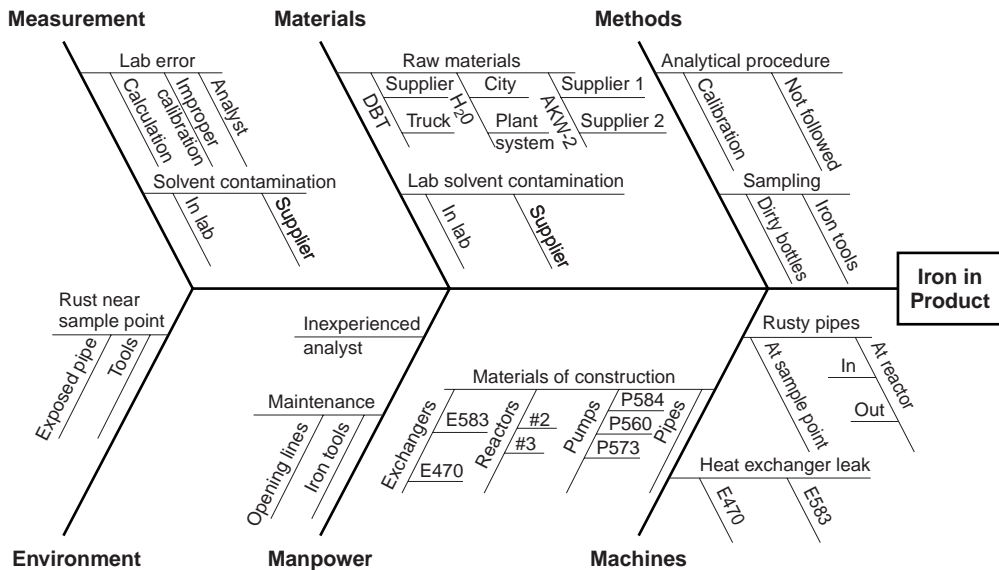 Measurement
Materials
Methods
Lab error
Calculation
Improper
calibration
Analyst
Solvent contamination
In lab
Supplier
Raw materials
DBT
Supplier
Truck
H₂0
City
Plant
system
AKW-2
Supplier 1
Supplier 2
Lab solvent contamination
In lab
Supplier
Analytical procedure
Calibration
Not followed
Sampling
Dirty bottles
Iron tools
Iron in
Product
Rust near
sample point
Exposed pipe
Tools
Inexperienced
analyst
Maintenance
Opening lines
Iron tools
Materials of construction
Exchangers
E583
E470
Reactors
#2
#3
Pumps
P584
P560
P573
Pipes
Rusty pipes
At sample point
At reactor
In
Out
Heat exchanger leak
E470
E583
Environment
Manpower
Machines